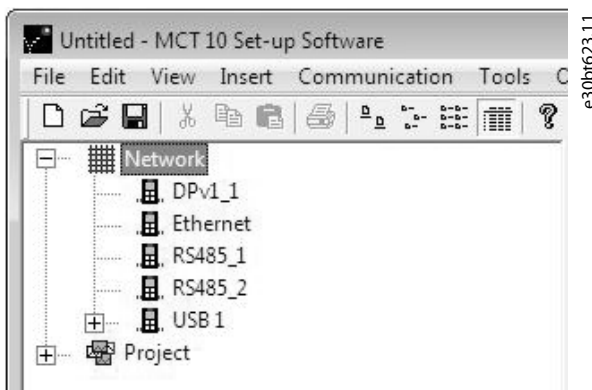 Untitled - MCT 10 Set-up Software
File Edit View Insert Communication Tools
Network
DPv1_1
Ethernet
RS485_1
RS485_2
USB 1
Project
e30bt623.11